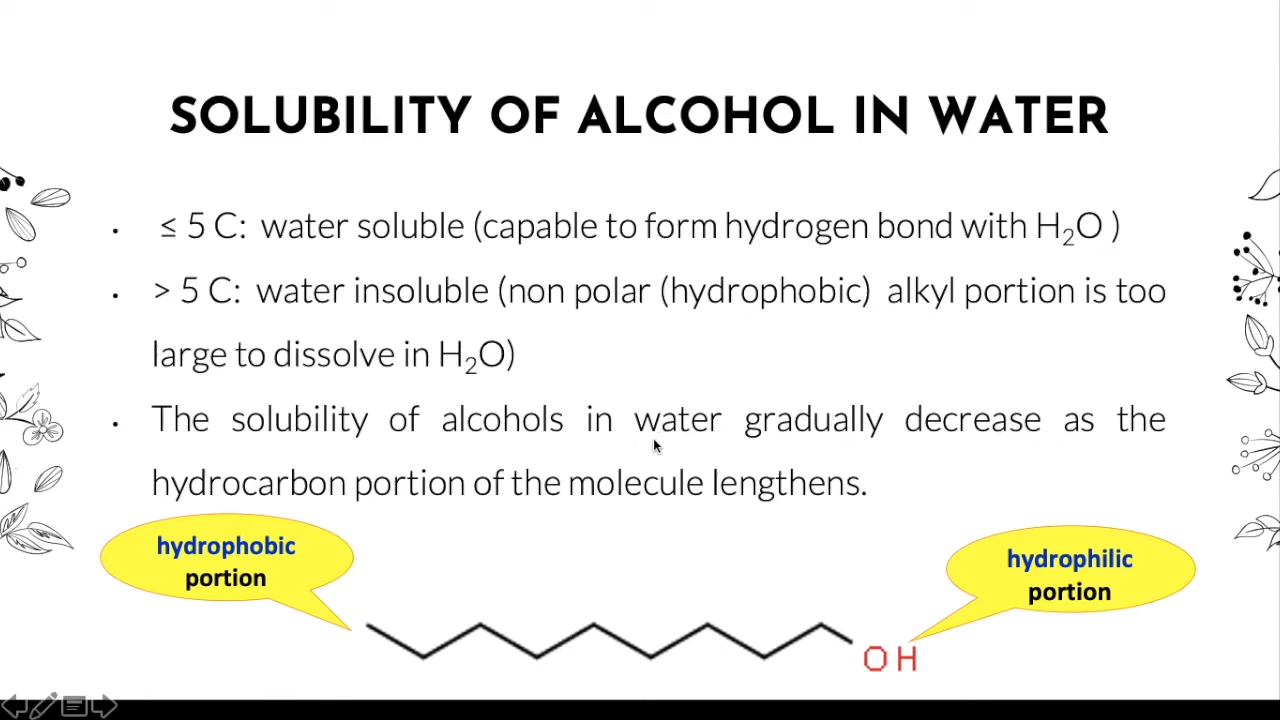 SOLUBILITY OF ALCOHOL IN WATER
• ≤ 5 C: water soluble (capable to form hydrogen bond with H₂O )
• > 5 C: water insoluble (non polar (hydrophobic) alkyl portion is too
large to dissolve in H₂O)
• The solubility of alcohols in water gradually decrease as the
hydrocarbon portion of the molecule lengthens.
hydrophobic
portion
hydrophilic
portion
OH